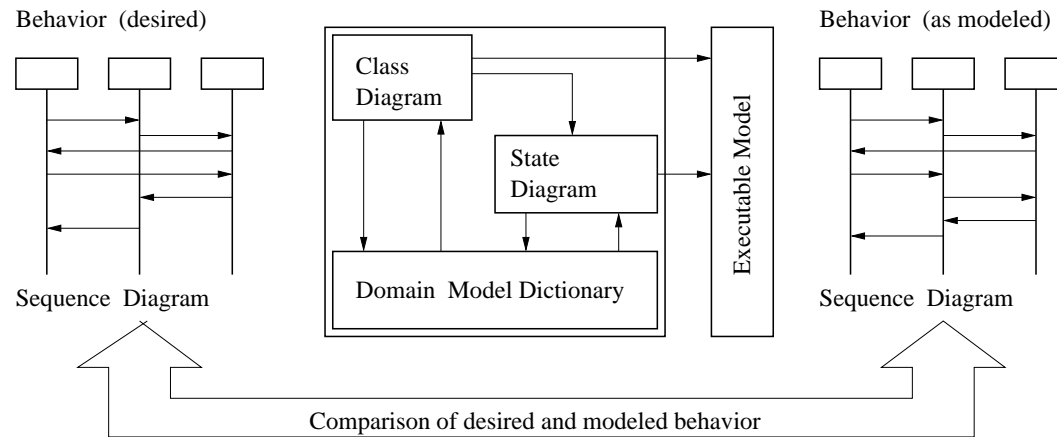 Behavior (desired)
Sequence Diagram
Class
Diagram
State
Diagram
Domain Model Dictionary
Executable Model
Behavior (as modeled)
Sequence Diagram
Comparison of desired and modeled behavior